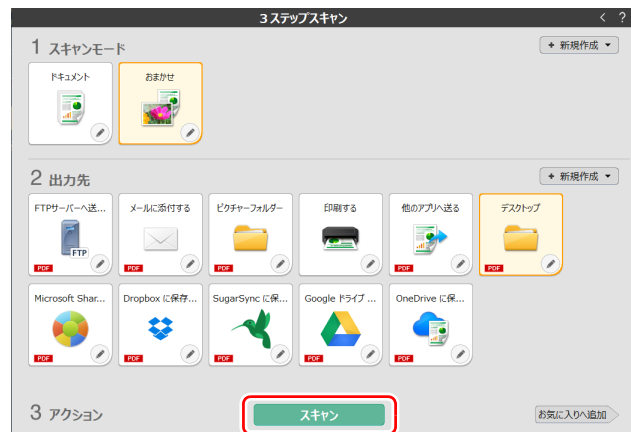 3ステップスキャン
< ?
1 スキャンモード
+ 新規作成
ドキュメント
おまかせ
2 出力先
+ 新規作成
FTPサーバーへ送...
メールに添付する
ピクチャーフォルダー
印刷する
他のアプリへ送る
デスクトップ
FTP
PDF
PDF
PDF
PDF
PDF
Microsoft Shar...
Dropbox に保存...
SugarSync に保...
Google ドライブ ...
OneDrive に保...
PDF
PDF
PDF
PDF
PDF
3 アクション
スキャン
お気に入りへ追加